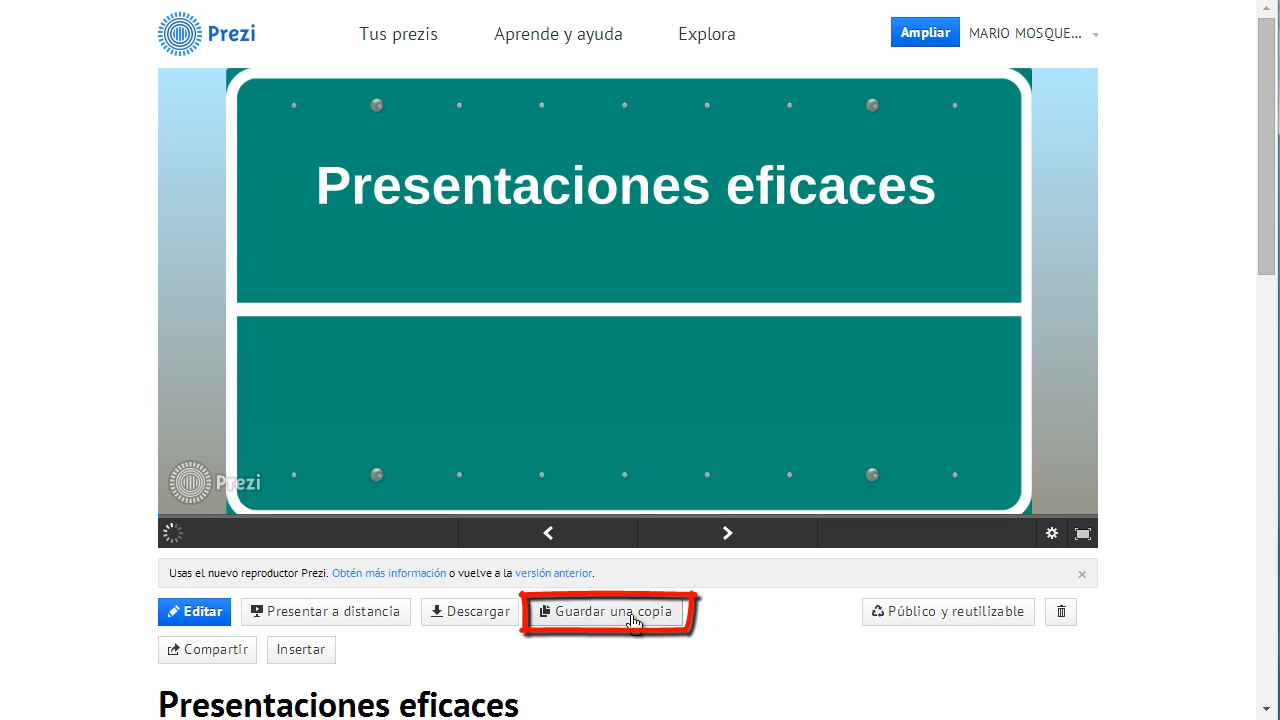 Prezi Tus prezis Aprende y ayuda Explora Ampliar MARIO MOSQUE...
Presentaciones eficaces
Prezi
Usas el nuevo reproductor Prezi. Obtén más información o vuelve a la versión anterior.
Editar Presentar a distancia Descargar Guardar una copia Público y reutilizable
Compartir Insertar
Presentaciones eficaces